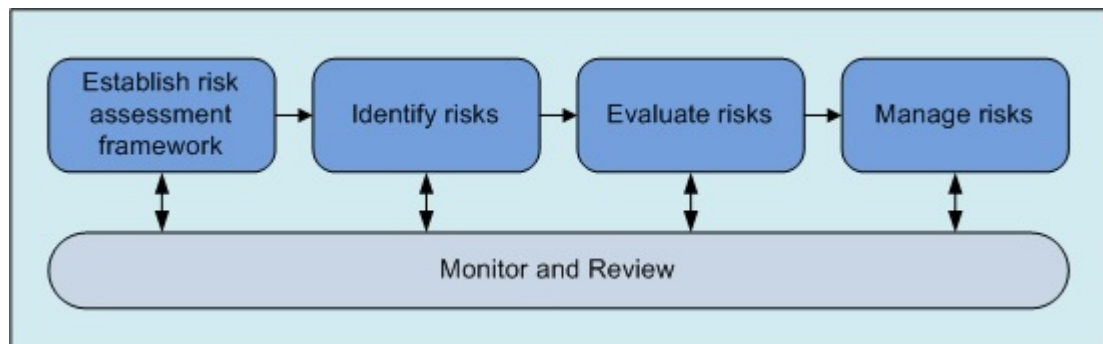 Establish risk
assessment
framework
Identify risks
Evaluate risks
Manage risks
Monitor and Review